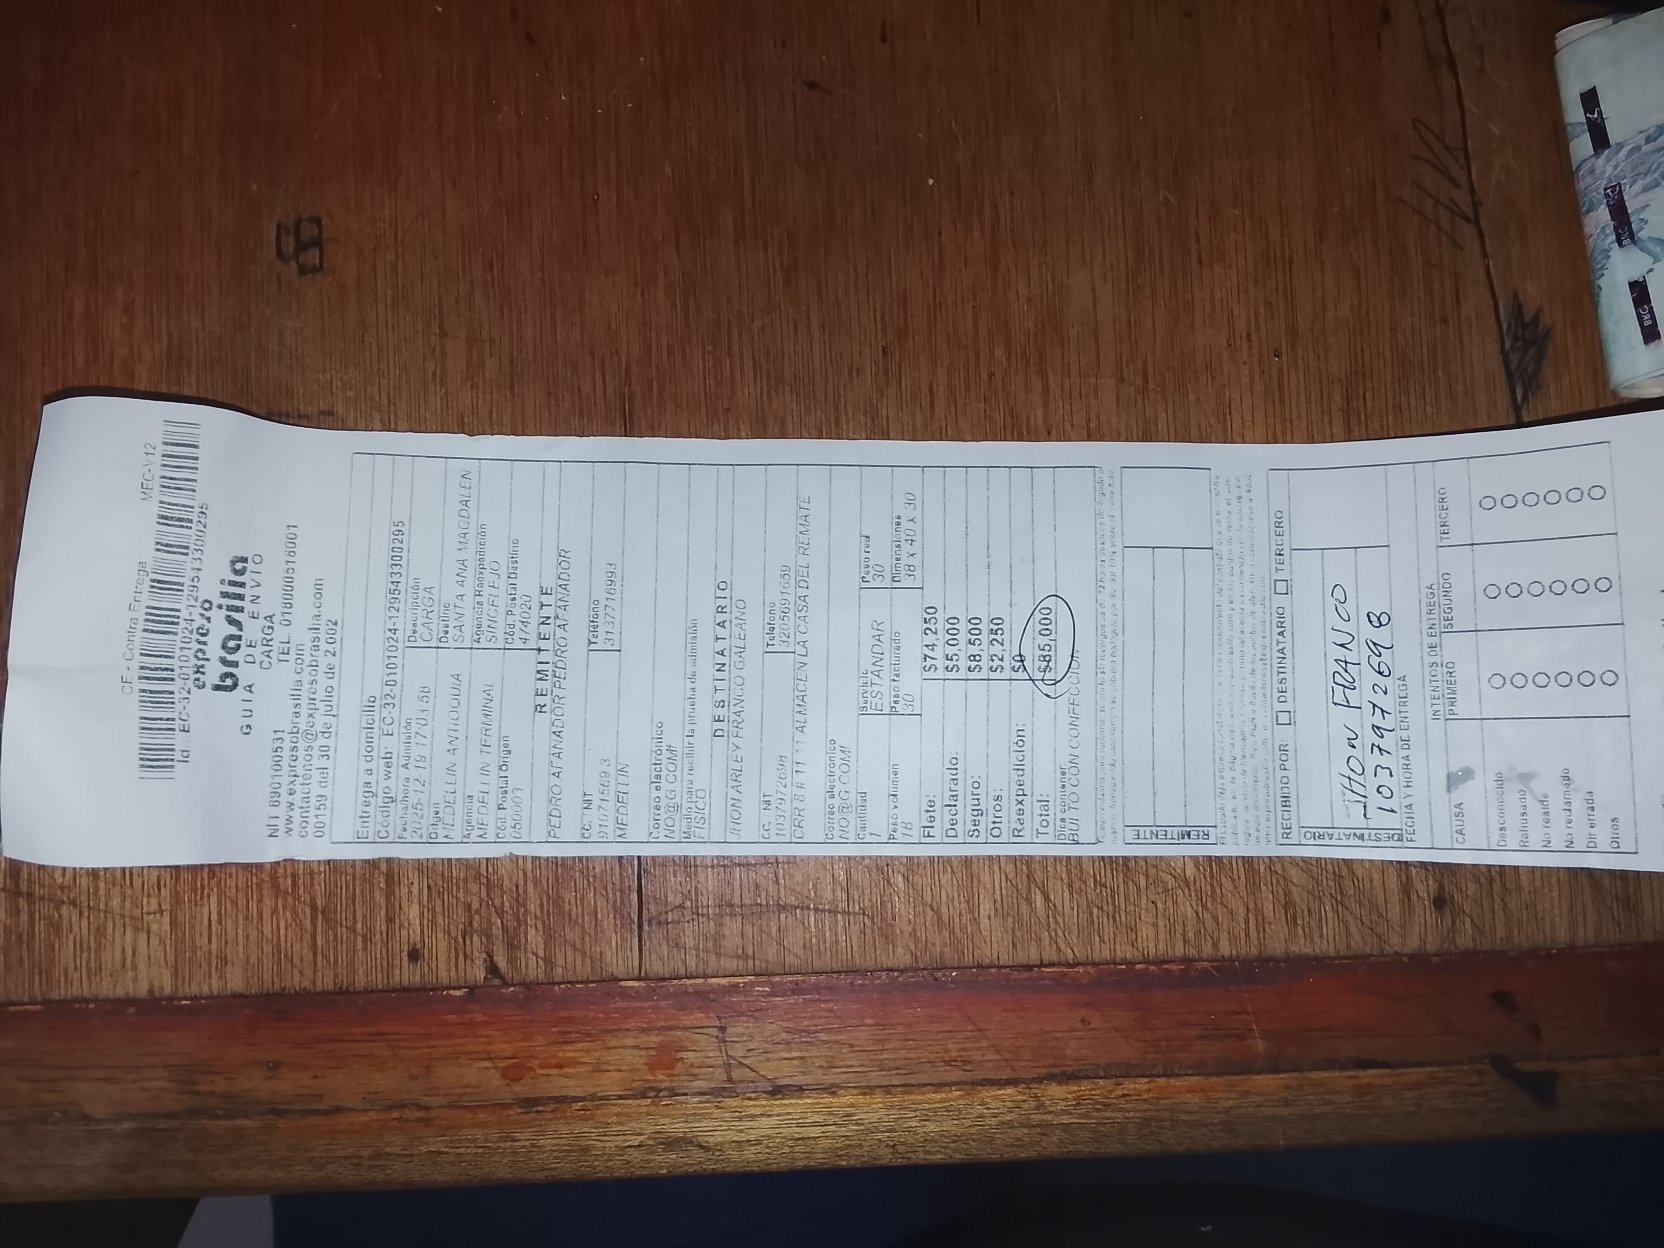 CE - Contra Entrega MEC-V12
Id : EC-32-0101024-1295431300295
expreso
brasilia
GUIA DE ENVIO
CARGA
NIT 890100531 TEL. 018000518001
www.expresobrasilia.com
contactenos@expresobrasilia.com
00159 del 30 de julio de 2.002
Entrega a domicilio
Código web: EC-32-0101024-1295431300295
Fecha/hora Admisión Descripción
2025-12-19 17:03:58 CARGA
Origen Destino
MEDELLIN ANTIOQUIA SANTA ANA MAGDALEN
Agencia Agencia Reexpedición
MEDELLIN TERMINAL SINCELEJO
Cód. Postal Origen Cód. Postal Destino
050003 474020
REMITENTE
PEDRO AFANADOR PEDRO AFANADOR
CC. / NIT Teléfono
91071569 3 3137716993
MEDELLIN
Correo electrónico
NO@G.COM!
Medio para recibir la prueba de admisión
FISICO
DESTINATARIO
JHON ARLEY FRANCO GALEANO
CC. / NIT Teléfono
1037972698 3205691659
CRR 8 # 11 11 ALMACEN LA CASA DEL REMATE
Correo electrónico
NO@G.COM!
Cantidad Servicio Peso real
1 ESTANDAR 30
Peso volumen Peso facturado Dimensiones
18 30 38 x 40 x 30
Flete: $74,250
Declarado: $5,000
Seguro: $8,500
Otros: $2,250
Reexpedición: $0
Total: $85,000
Dice contener
BULTO CON CONFECCION
REMITENTE
RECIBIDO POR: DESTINATARIO TERCERO
DESTINATARIO
JHON FRANCO
1037972698
FECHA Y HORA DE ENTREGA
INTENTOS DE ENTREGA
CAUSA PRIMERO SEGUNDO TERCERO
Desconocido
Rehusado
No reside
No reclamado
Dir errada
Otros